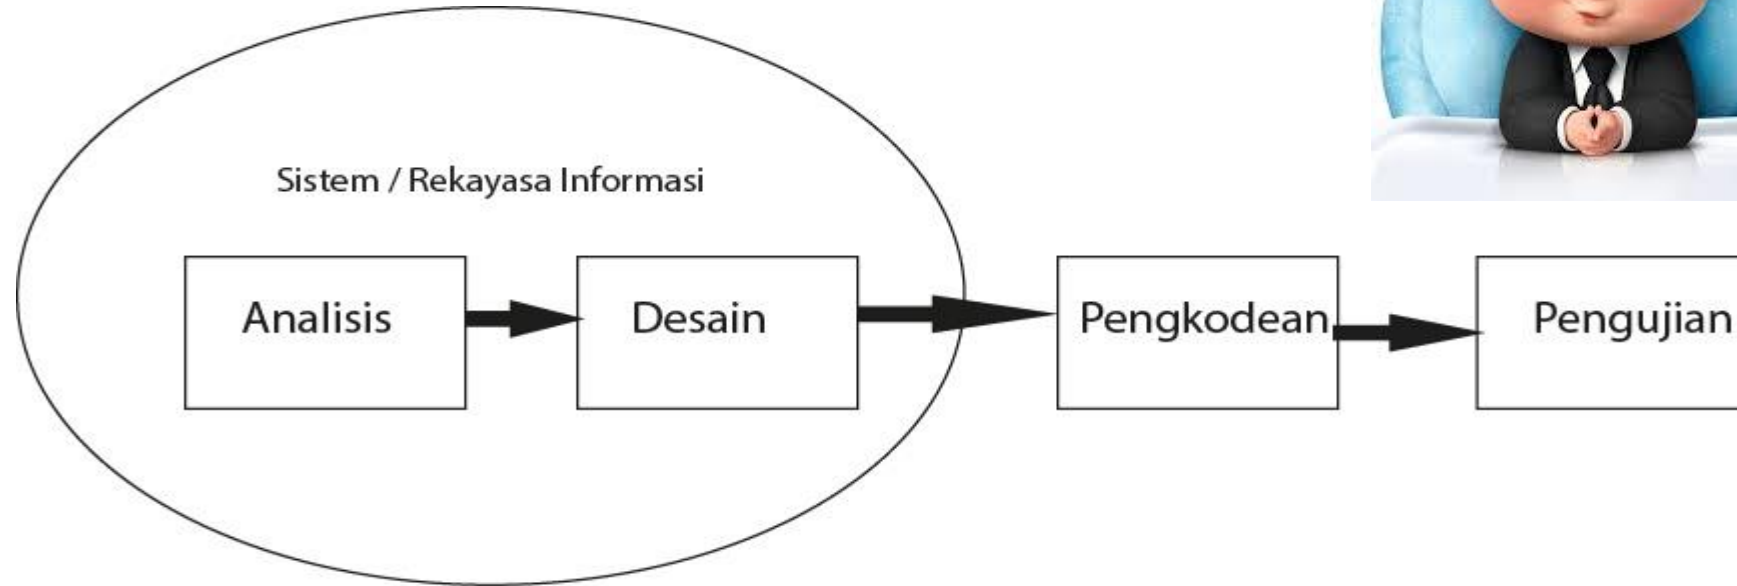 Sistem / Rekayasa Informasi
Analisis
Desain
Pengkodean
Pengujian